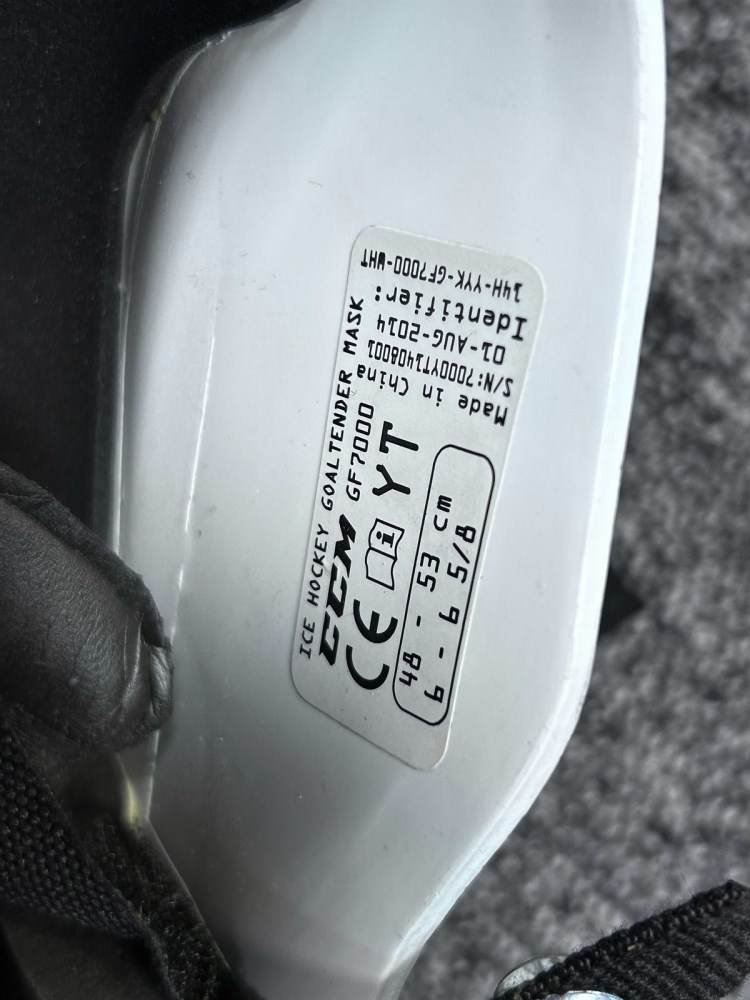 ICE HOCKEY GOALTENDER MASK
CCM GF7000
CE i YT
48 - 53 cm
6 - 6 5/8
Made in China
S/N:7000YT1408001
01-AUG-2014
Identifier:
14H-YYK-GF7000-WHT